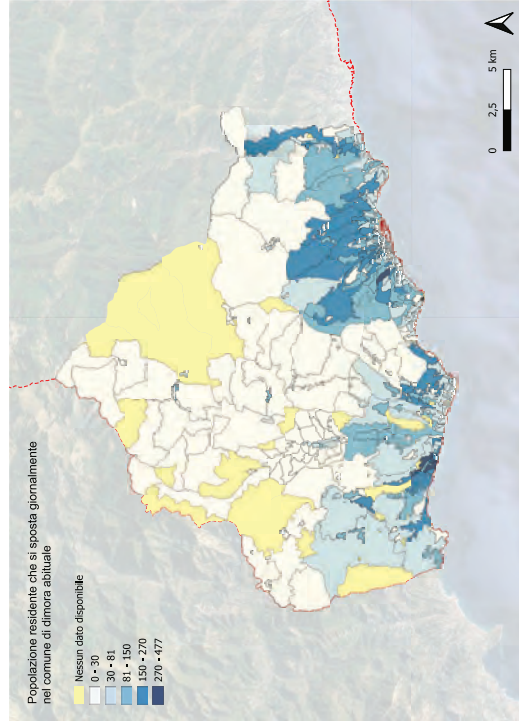 Popolazione residente che si sposta giornalmente
nel comune di dimora abituale
Nessun dato disponibile
0 - 30
30 - 81
81 - 150
150 - 270
270 - 477
0 2,5 5 km